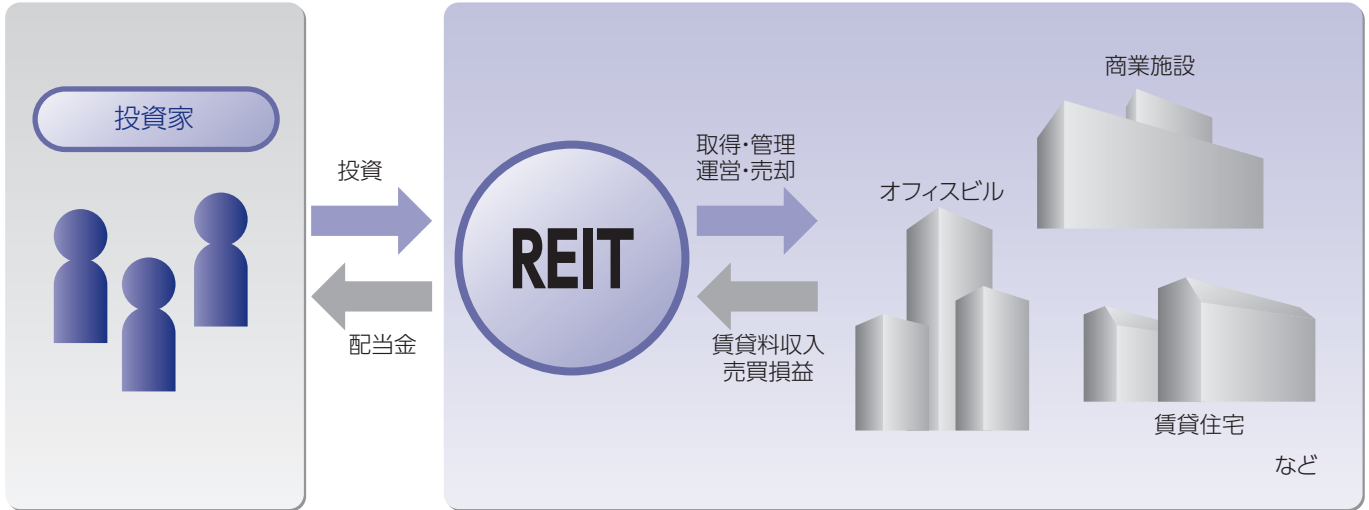 投資家
投資
配当金
REIT
取得・管理
運営・売却
賃貸料収入
売買損益
商業施設
オフィスビル
賃貸住宅
など